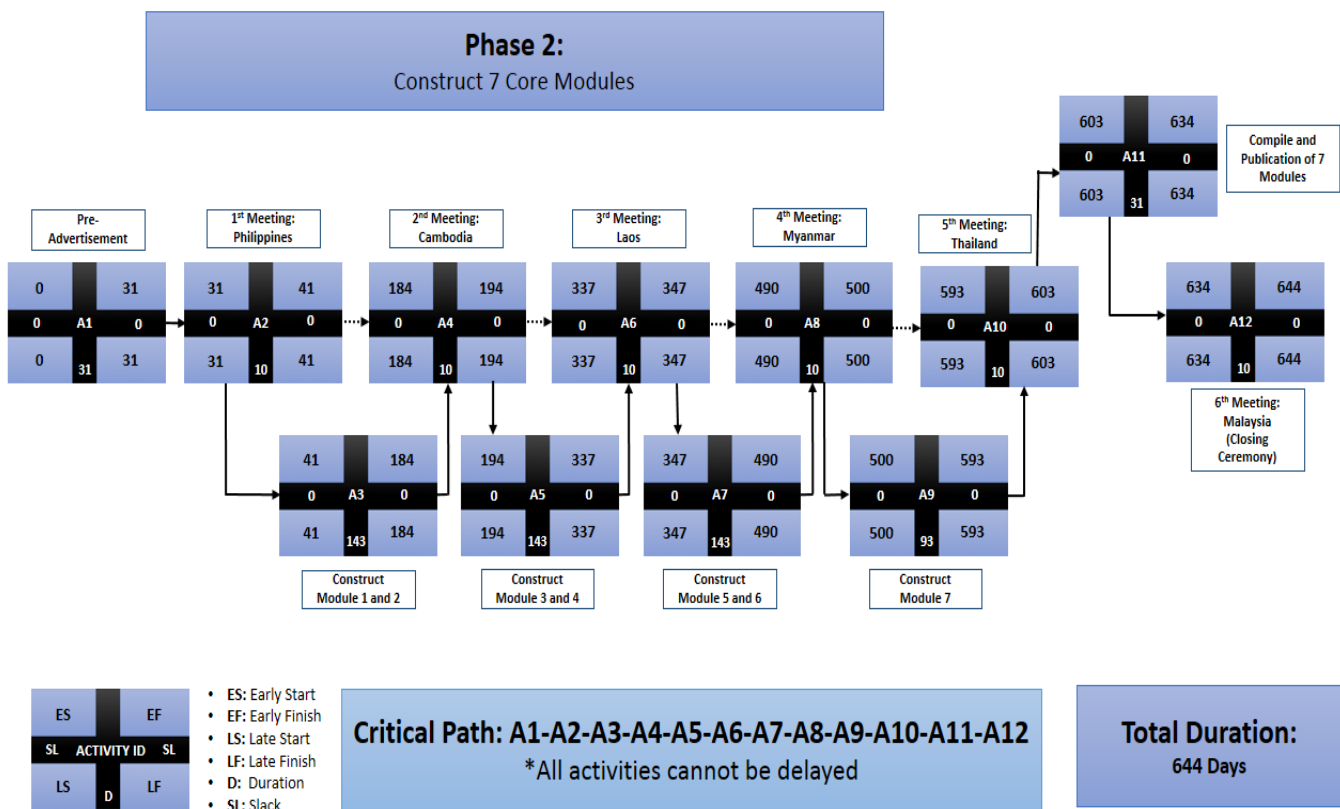 Phase 2:
Construct 7 Core Modules
603 634
0 A11 0
603 634
31
Compile and
Publication of 7
Modules
Pre-
Advertisement
1st Meeting:
Philippines
2nd Meeting:
Cambodia
3rd Meeting:
Laos
4th Meeting:
Myanmar
5th Meeting:
Thailand
0 31
0 A1 0
0 31
31
31 41
0 A2 0
31 41
10
184 194
0 A4 0
184 194
10
337 347
0 A6 0
337 347
10
490 500
0 A8 0
490 500
10
593 603
0 A10 0
593 603
10
634 644
0 A12 0
634 644
10
6th Meeting:
Malaysia
(Closing
Ceremony)
41 184
0 A3 0
41 184
143
194 337
0 A5 0
194 337
143
347 490
0 A7 0
347 490
143
500 593
0 A9 0
500 593
93
Construct
Module 1 and 2
Construct
Module 3 and 4
Construct
Module 5 and 6
Construct
Module 7
ES EF
SL ACTIVITY ID SL
LS LF
D
• ES: Early Start
• EF: Early Finish
• LS: Late Start
• LF: Late Finish
• D: Duration
• SL: Slack
Critical Path: A1-A2-A3-A4-A5-A6-A7-A8-A9-A10-A11-A12
*All activities cannot be delayed
Total Duration:
644 Days